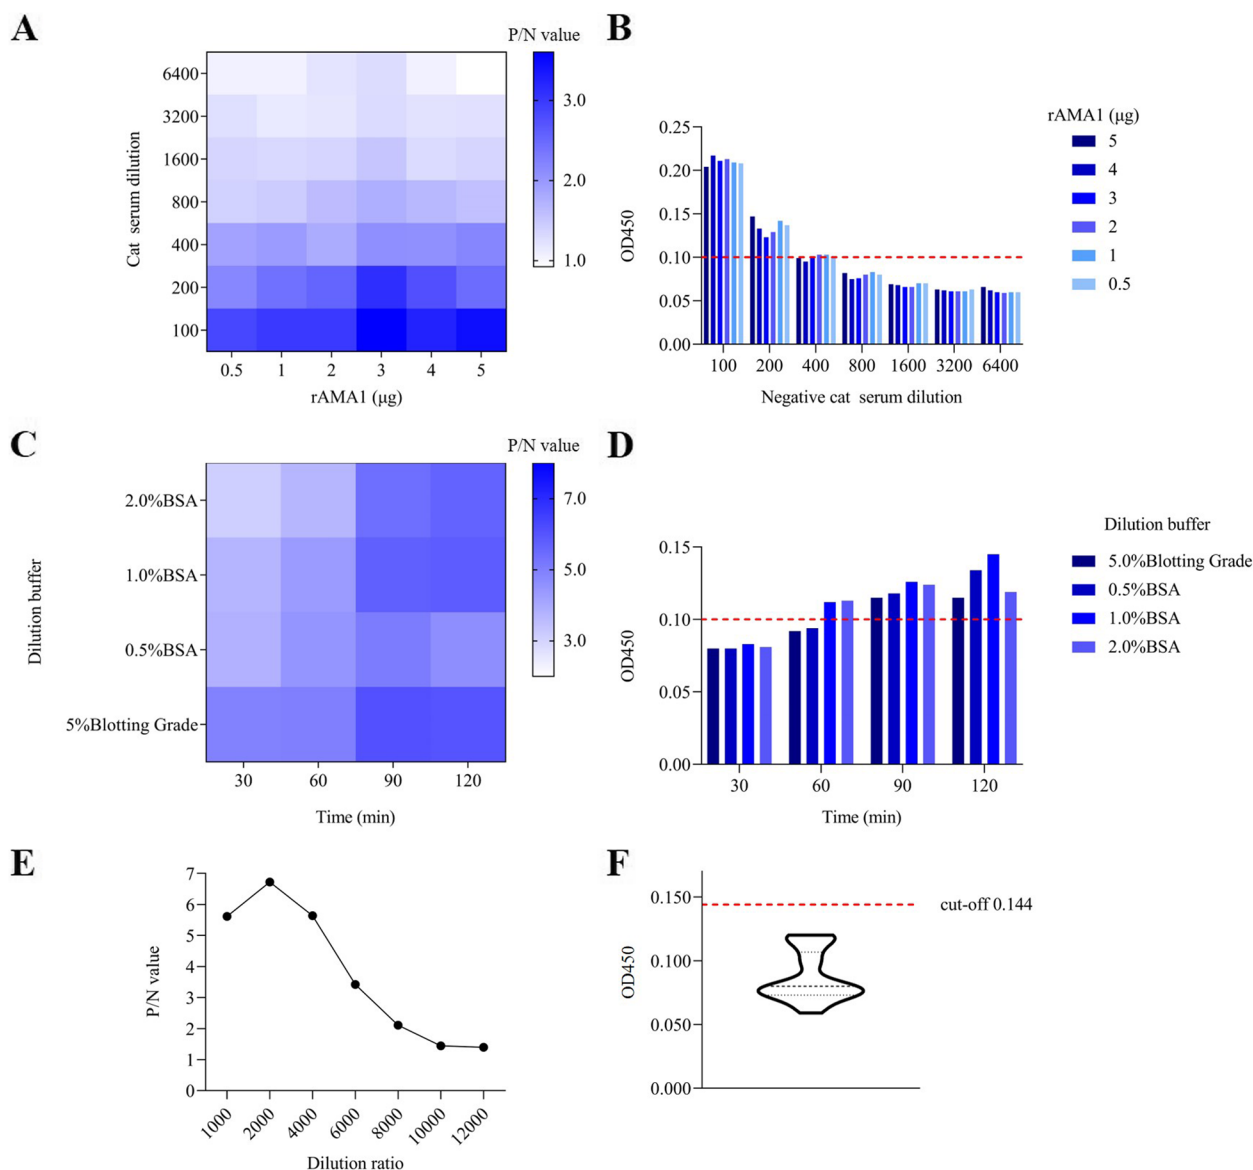 A
P/N value
6400
3200
1600
800
400
200
100
Cat serum dilution
0.5 1 2 3 4 5
rAMA1 (μg)
3.0
2.0
1.0
B
0.25
0.20
0.15
0.10
0.05
0.00
OD450
100 200 400 800 1600 3200 6400
Negative cat serum dilution
rAMA1 (μg)
5
4
3
2
1
0.5
C
P/N value
2.0%BSA
1.0%BSA
0.5%BSA
5%Blotting Grade
Dilution buffer
30 60 90 120
Time (min)
7.0
5.0
3.0
D
0.15
0.10
0.05
0.00
OD450
30 60 90 120
Time (min)
Dilution buffer
5.0%Blotting Grade
0.5%BSA
1.0%BSA
2.0%BSA
E
7
6
5
4
3
2
1
0
P/N value
1000 2000 4000 6000 8000 10000 12000
Dilution ratio
F
0.150
0.100
0.050
0.000
OD450
cut-off 0.144